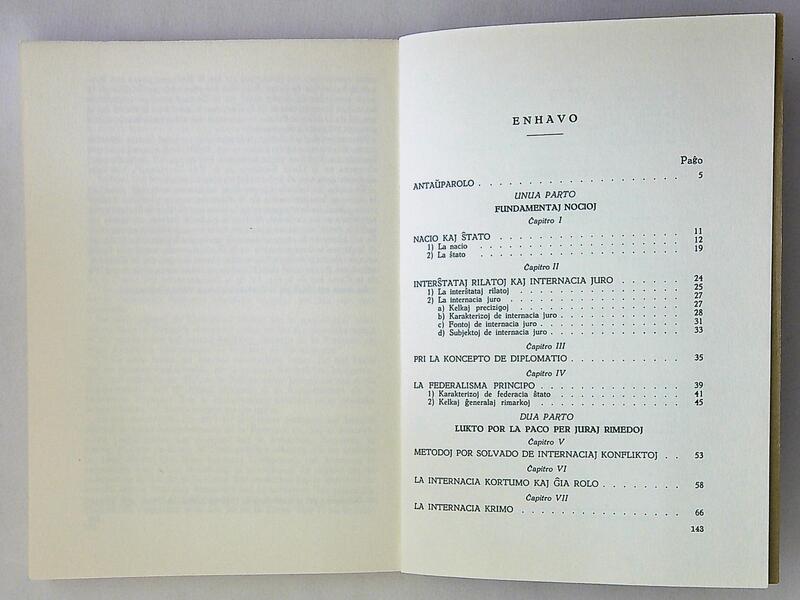 ENHAVO
Paĝo
ANTAŬPAROLO . . . . . . . . . . . . . . . . . . . . 5
UNUA PARTO
FUNDAMENTAJ NOCIOJ
Ĉapitro I
NACIO KAJ ŜTATO . . . . . . . . . . . . . . . . . . 11
1) La nacio . . . . . . . . . . . . . . . . . . . . 12
2) La ŝtato . . . . . . . . . . . . . . . . . . . . 19
Ĉapitro II
INTERŜTATAJ RILATOJ KAJ INTERNACIA JURO . . . . . . 24
1) La interŝtataj rilatoj . . . . . . . . . . . . . 25
2) La internacia juro . . . . . . . . . . . . . . . 27
a) Kelkaj precizigoj . . . . . . . . . . . . . . 27
b) Karakterizoj de internacia juro . . . . . . . . 28
c) Fontoj de internacia juro . . . . . . . . . . . 31
d) Subjektoj de internacia juro . . . . . . . . . 33
Ĉapitro III
PRI LA KONCEPTO DE DIPLOMATIO . . . . . . . . . . 35
Ĉapitro IV
LA FEDERALISMA PRINCIPO . . . . . . . . . . . . . 39
1) Karakterizoj de federacia ŝtato . . . . . . . . . 41
2) Kelkaj ĝeneralaj rimarkoj . . . . . . . . . . . 45
DUA PARTO
LUKTO POR LA PACO PER JURAJ RIMEDOJ
Ĉapitro V
METODOJ POR SOLVADO DE INTERNACIAJ KONFLIKTOJ . . 53
Ĉapitro VI
LA INTERNACIA KORTUMO KAJ ĜIA ROLO . . . . . . . . 58
Ĉapitro VII
LA INTERNACIA KRIMO . . . . . . . . . . . . . . . 66
143